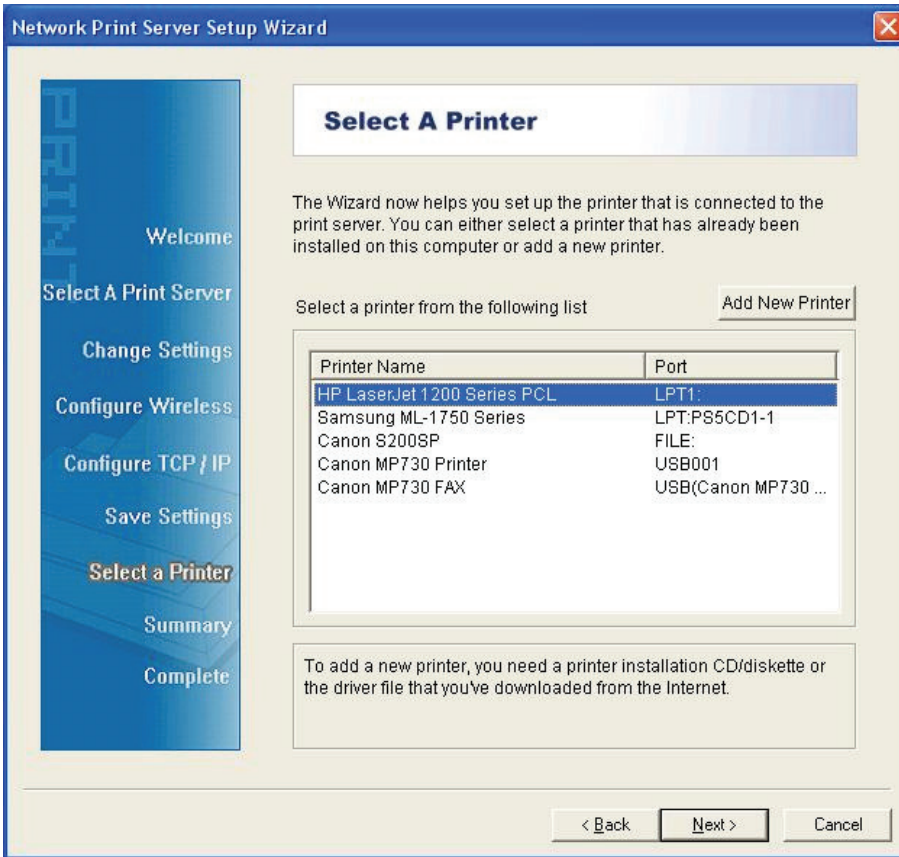 Network Print Server Setup Wizard
PRINT
Welcome
Select A Print Server
Change Settings
Configure Wireless
Configure TCP / IP
Save Settings
Select a Printer
Summary
Complete
Select A Printer
The Wizard now helps you set up the printer that is connected to the
print server. You can either select a printer that has already been
installed on this computer or add a new printer.
Select a printer from the following list
Add New Printer
Printer Name Port
HP LaserJet 1200 Series PCL LPT1:
Samsung ML-1750 Series LPT:PS5CD1-1
Canon S200SP FILE:
Canon MP730 Printer USB001
Canon MP730 FAX USB(Canon MP730 ...
To add a new printer, you need a printer installation CD/diskette or
the driver file that you've downloaded from the Internet.
< Back Next > Cancel